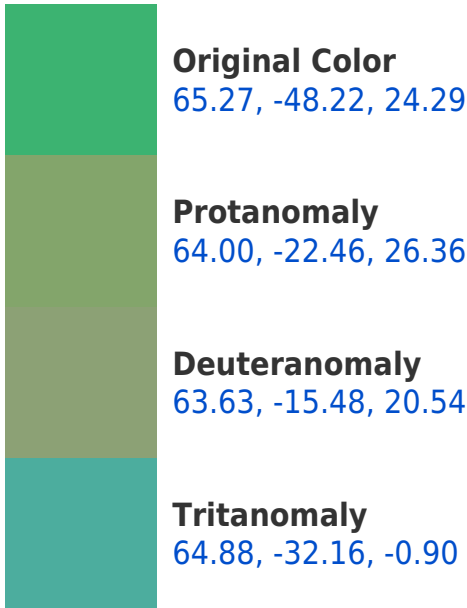 Original Color
65.27, -48.22, 24.29
Protanomaly
64.00, -22.46, 26.36
Deuteranomaly
63.63, -15.48, 20.54
Tritanomaly
64.88, -32.16, -0.90